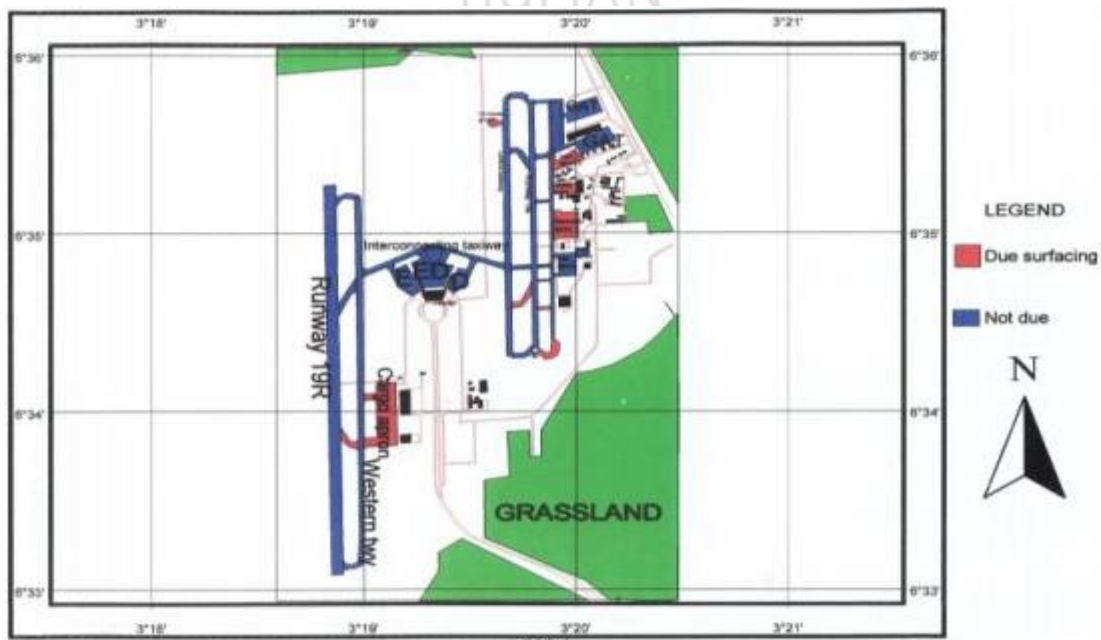 3°18' 3°19' 3°20' 3°21'
6°36' 6°36'
6°35' 6°35'
Interconnecting taxiway
EED D
Runway 19R
Cargo apron
Western twy
6°34' 6°34'
GRASSLAND
6°33' 6°33'
3°18' 3°19' 3°20' 3°21'
LEGEND
Due surfacing
Not due
N